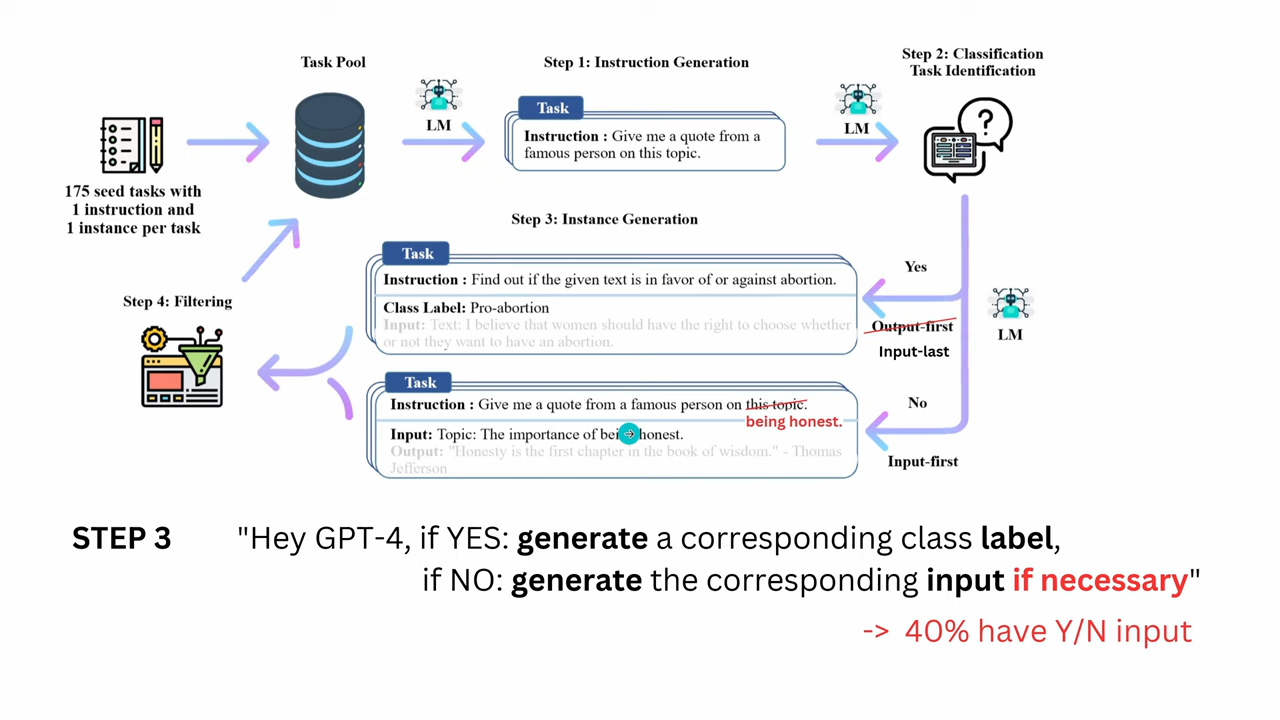 Task Pool
Step 1: Instruction Generation
Step 2: Classification
Task Identification
LM
Task
Instruction : Give me a quote from a
famous person on this topic.
LM
?
175 seed tasks with
1 instruction and
1 instance per task
Step 3: Instance Generation
Task
Instruction : Find out if the given text is in favor of or against abortion.
Class Label: Pro-abortion
Input: Text: I believe that women should have the right to choose whether
or not they want to have an abortion.
Yes
Output-first
Input-last
LM
Step 4: Filtering
Task
Instruction : Give me a quote from a famous person on this topic.
being honest.
Input: Topic: The importance of being honest.
Output: "Honesty is the first chapter in the book of wisdom." - Thomas
Jefferson
No
Input-first
STEP 3 "Hey GPT-4, if YES: generate a corresponding class label,
if NO: generate the corresponding input if necessary"
-> 40% have Y/N input